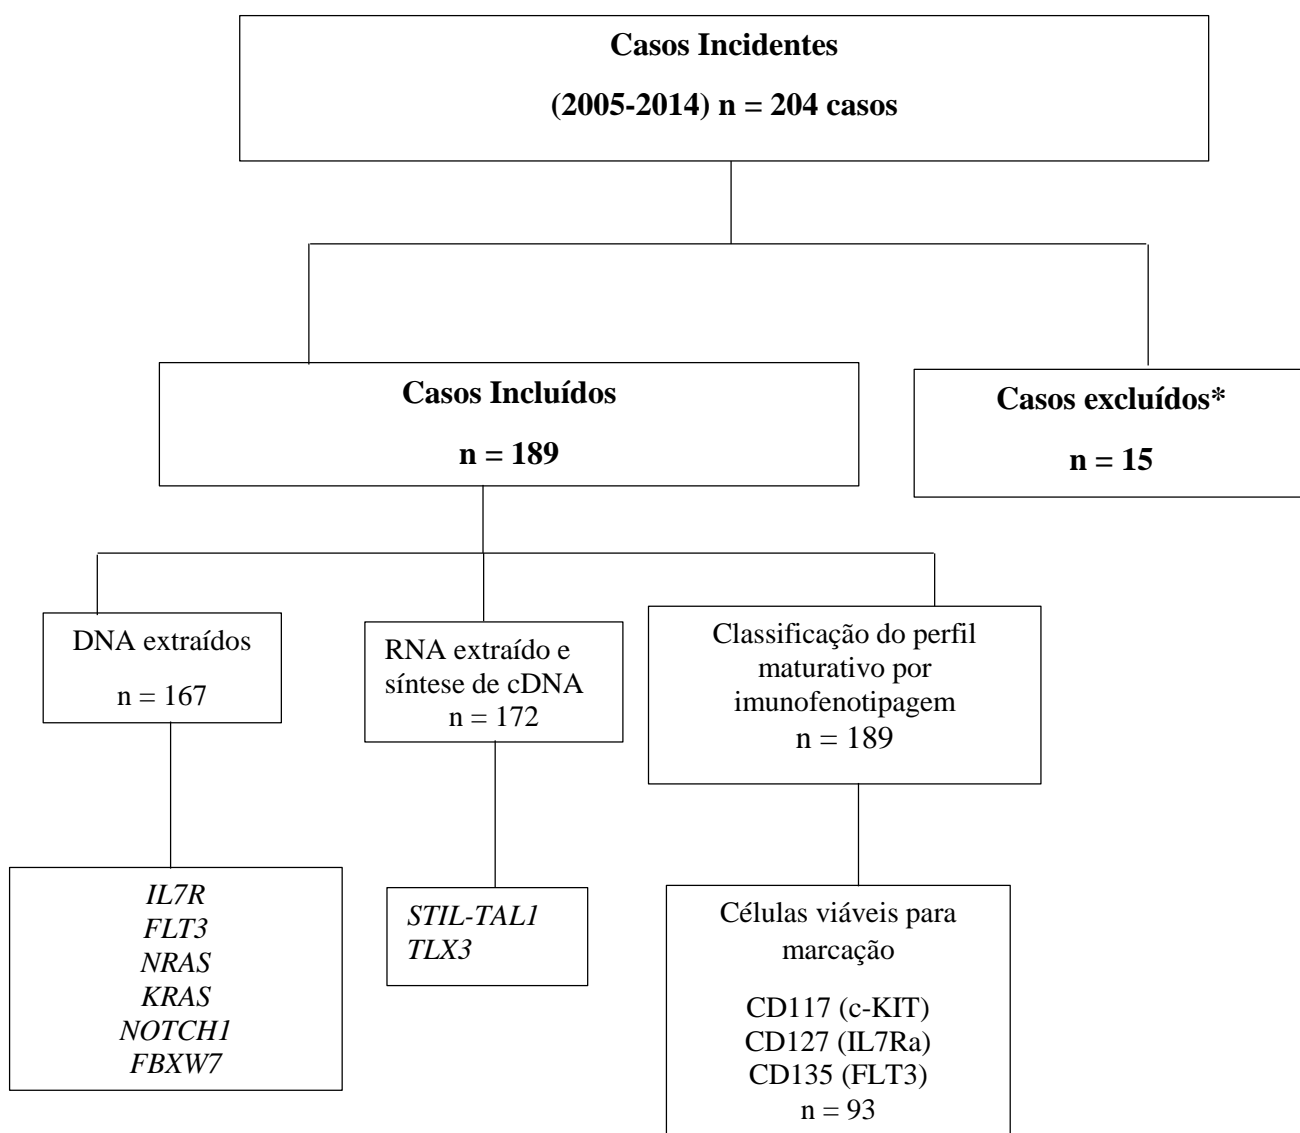 Casos Incidentes
(2005-2014) n = 204 casos
Casos Incluídos
n = 189
Casos excluídos*
n = 15
DNA extraídos
n = 167
RNA extraído e
síntese de cDNA
n = 172
Classificação do perfil
maturativo por
imunofenotipagem
n = 189
IL7R
FLT3
NRAS
KRAS
NOTCH1
FBXW7
STIL-TAL1
TLX3
Células viáveis para
marcação
CD117 (c-KIT)
CD127 (IL7Ra)
CD135 (FLT3)
n = 93